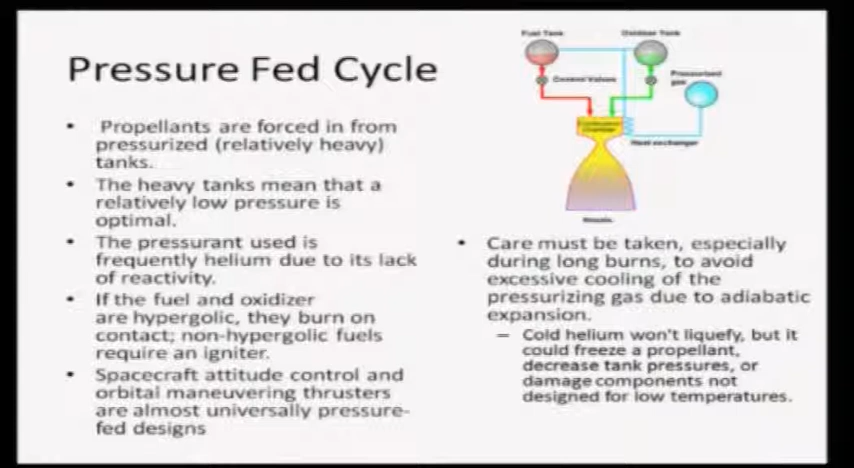 Pressure Fed Cycle
• Propellants are forced in from
pressurized (relatively heavy)
tanks.
• The heavy tanks mean that a
relatively low pressure is
optimal.
• The pressurant used is
frequently helium due to its lack
of reactivity.
• If the fuel and oxidizer
are hypergolic, they burn on
contact; non-hypergolic fuels
require an igniter.
• Spacecraft attitude control and
orbital maneuvering thrusters
are almost universally pressure-
fed designs
Fuel Tank
Oxidizer Tank
Control Valves
Pressurised
gas
Combustion
Chamber
Heat exchanger
Nozzle
• Care must be taken, especially
during long burns, to avoid
excessive cooling of the
pressurizing gas due to adiabatic
expansion.
– Cold helium won't liquefy, but it
could freeze a propellant,
decrease tank pressures, or
damage components not
designed for low temperatures.